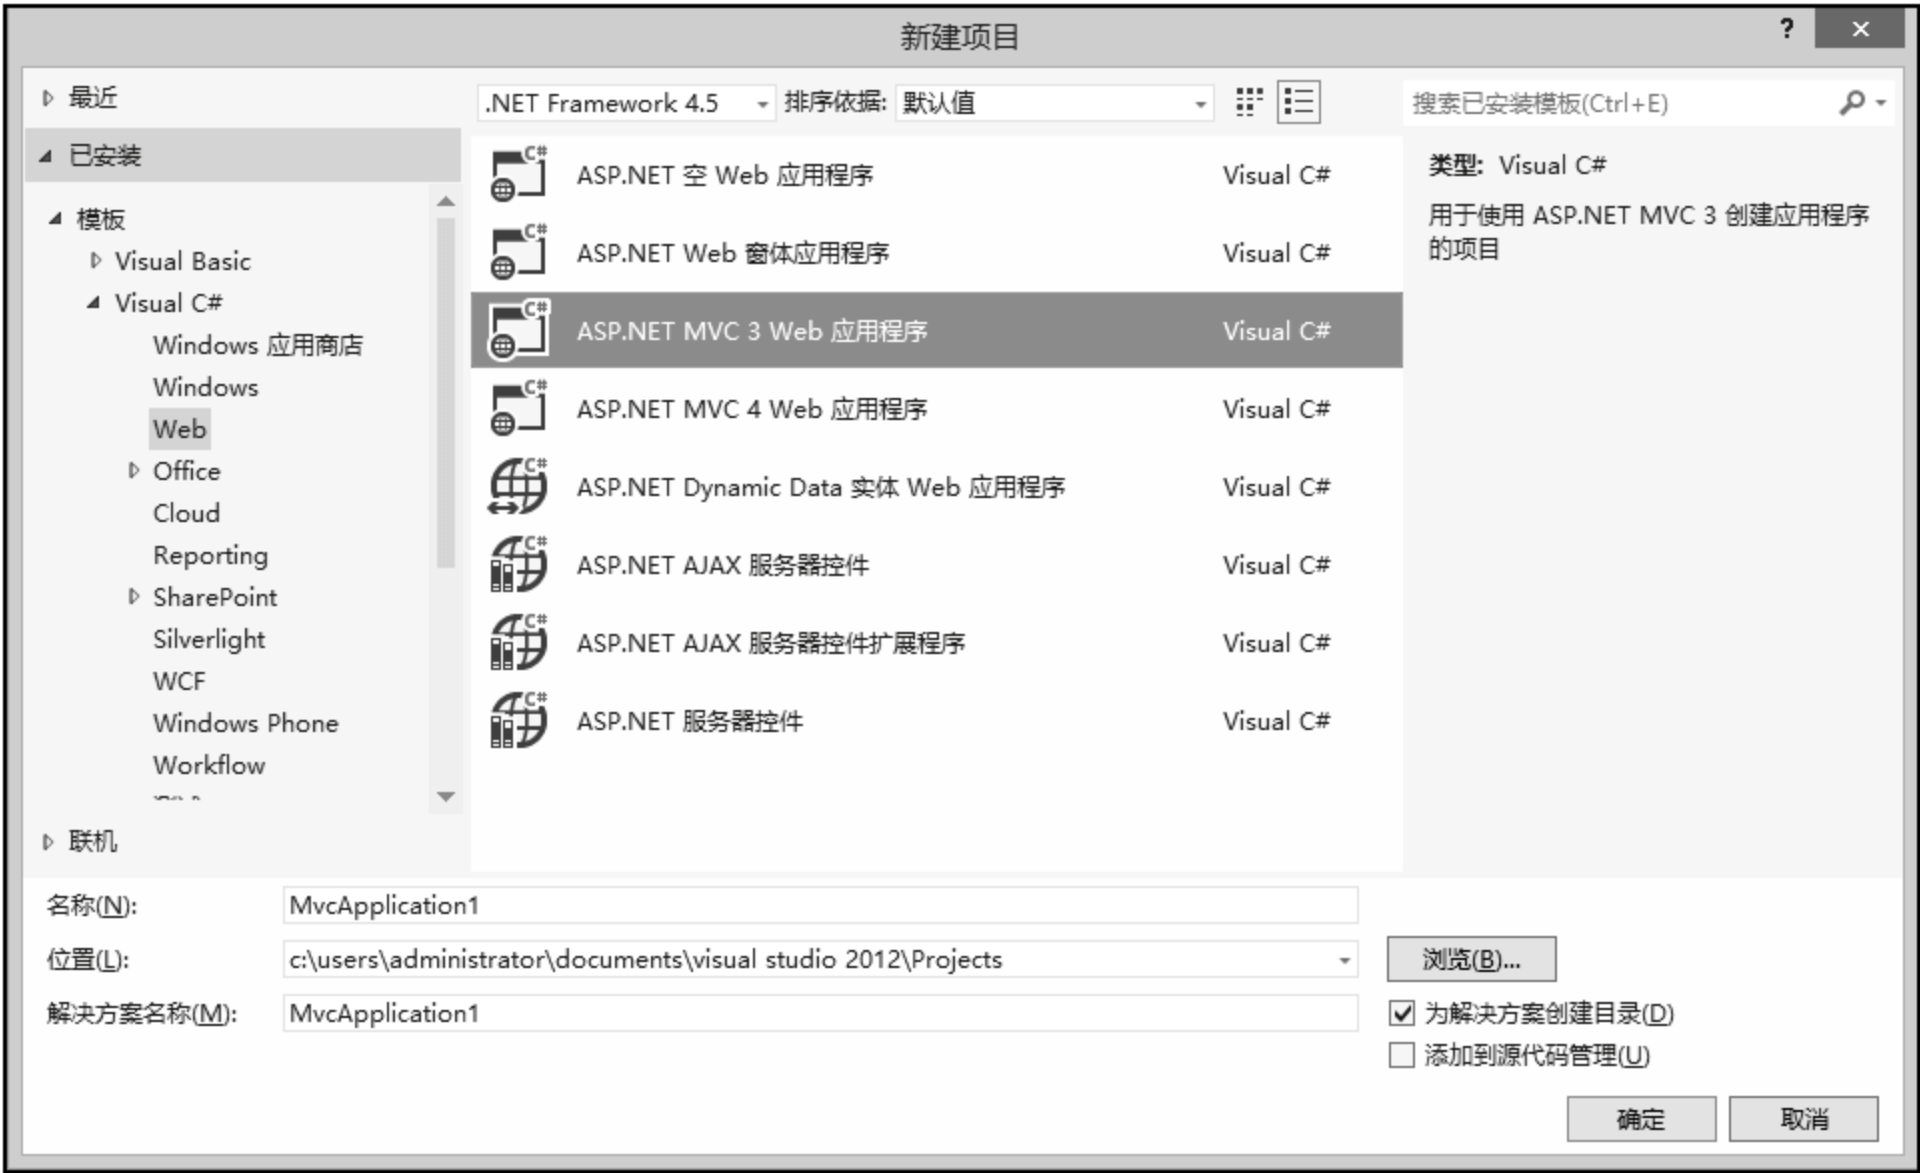 新建项目
?
最近
已安装
模板
Visual Basic
Visual C#
Windows 应用商店
Windows
Web
Office
Cloud
Reporting
SharePoint
Silverlight
WCF
Windows Phone
Workflow
联机
.NET Framework 4.5 排序依据: 默认值
ASP.NET 空 Web 应用程序 Visual C#
ASP.NET Web 窗体应用程序 Visual C#
ASP.NET MVC 3 Web 应用程序 Visual C#
ASP.NET MVC 4 Web 应用程序 Visual C#
ASP.NET Dynamic Data 实体 Web 应用程序 Visual C#
ASP.NET AJAX 服务器控件 Visual C#
ASP.NET AJAX 服务器控件扩展程序 Visual C#
ASP.NET 服务器控件 Visual C#
搜索已安装模板(Ctrl+E)
类型: Visual C#
用于使用 ASP.NET MVC 3 创建应用程序
的项目
名称(N): MvcApplication1
位置(L): c:\users\administrator\documents\visual studio 2012\Projects 浏览(B)...
解决方案名称(M): MvcApplication1
为解决方案创建目录(D)
添加到源代码管理(U)
确定 取消